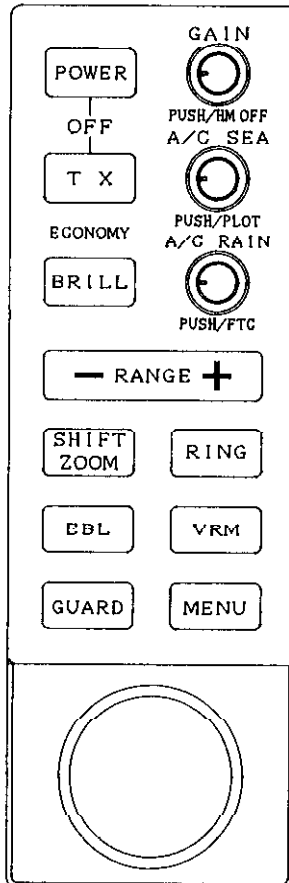 GAIN
POWER
PUSH/HM OFF
OFF
A/C SEA
T X
PUSH/PLOT
ECONOMY
A/C RAIN
BRILL
PUSH/FTC
− RANGE +
SHIFT
ZOOM
RING
EBL
VRM
GUARD
MENU